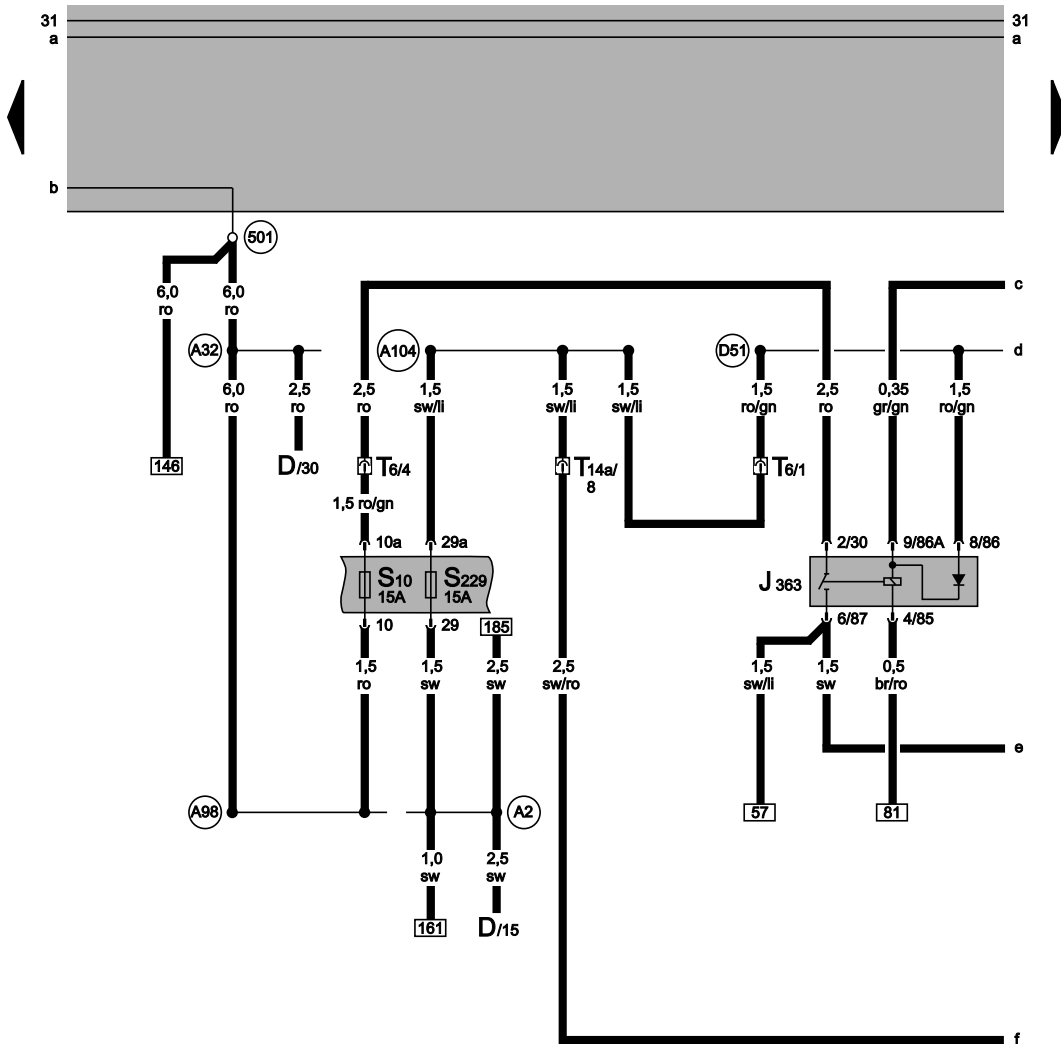 31 31
a a
b
501
6,0 6,0
ro ro
c
A32 A104 D51 d
6,0 2,5 2,5 1,5 1,5 1,5 1,5 2,5 0,35 1,5
ro ro ro sw/li sw/li sw/li ro/gn ro gr/gn ro/gn
146 D/30 T6/4 T14a/8 T6/1
1,5 ro/gn
10a 29a 2/30 9/86A 8/86
S10 S229 J 363
15A 15A
10 29 185 6/87 4/85
1,5 1,5 2,5 2,5 1,5 1,5 0,5
ro sw sw sw/ro sw/li sw br/ro
e
A98 A2 57 81
1,0 2,5
sw sw
161 D/15
f